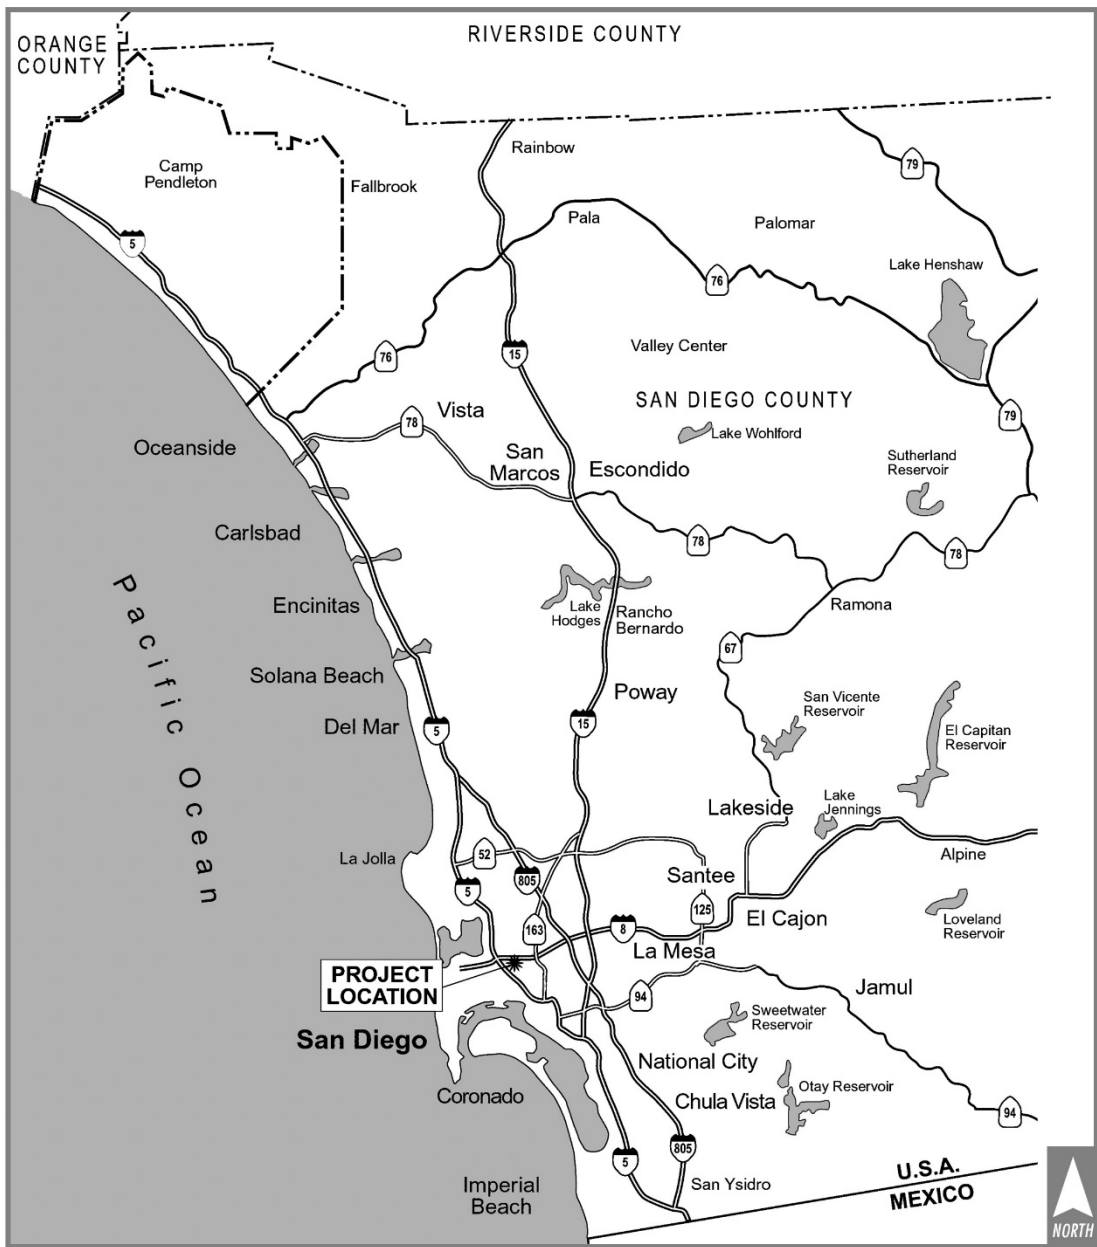 ORANGE
COUNTY
RIVERSIDE COUNTY
Rainbow
79
Camp
Pendleton
Fallbrook
Pala
Palomar
5
Lake Henshaw
76
Valley Center
15
76
SAN DIEGO COUNTY
Vista
78
79
Lake Wohlford
Oceanside
San
Marcos
Escondido
Sutherland
Reservoir
Carlsbad
78
78
Pacific Ocean
Encinitas
Lake
Hodges
Rancho
Bernardo
Ramona
67
Solana Beach
Poway
San Vicente
Reservoir
Del Mar
5
15
El Capitan
Reservoir
Lakeside
Lake
Jennings
La Jolla
52
Alpine
Santee
805
5
125
El Cajon
Loveland
Reservoir
163
8
La Mesa
PROJECT
LOCATION
94
Jamul
Sweetwater
Reservoir
San Diego
National City
Coronado
Chula Vista
Otay Reservoir
94
805
5
San Ysidro
U.S.A.
MEXICO
Imperial
Beach
NORTH